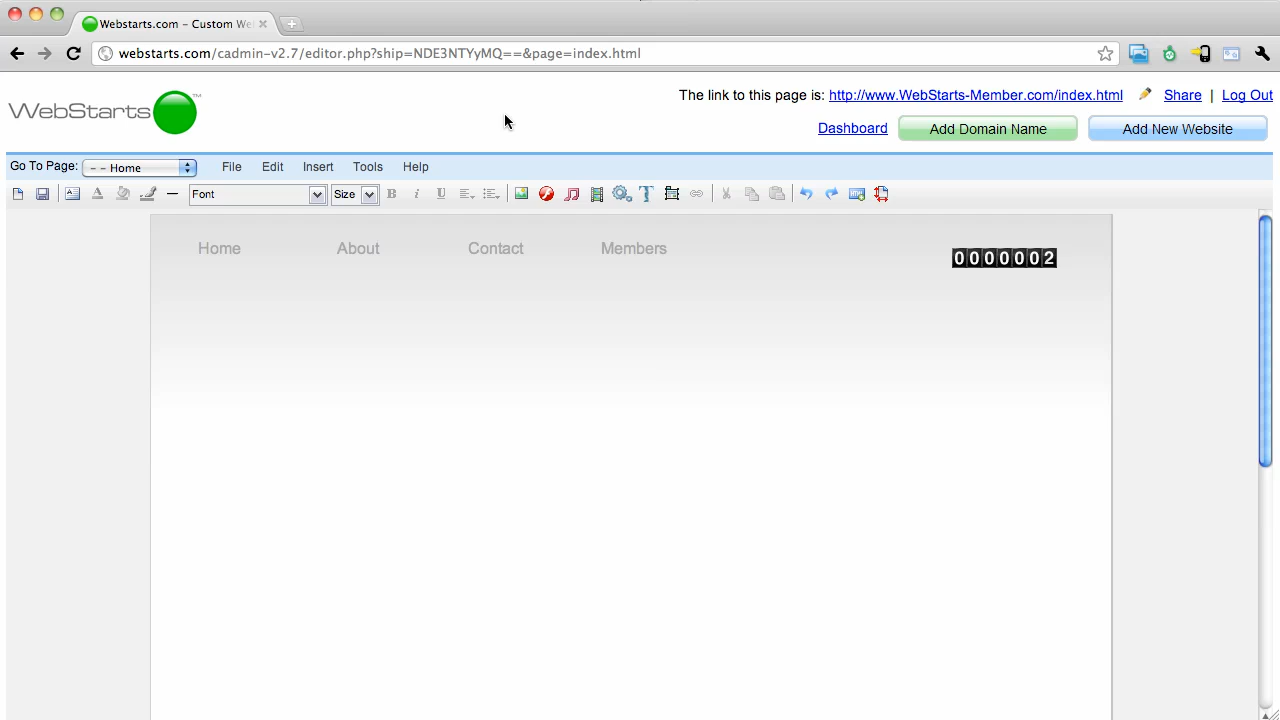 Webstarts.com – Custom We
webstarts.com/cadmin-v2.7/editor.php?ship=NDE3NTYyMQ==&page=index.html
WebStarts™
The link to this page is: http://www.WebStarts-Member.com/index.html Share | Log Out
Dashboard Add Domain Name Add New Website
Go To Page: - - Home File Edit Insert Tools Help
Font Size B i U T
Home About Contact Members 0000002